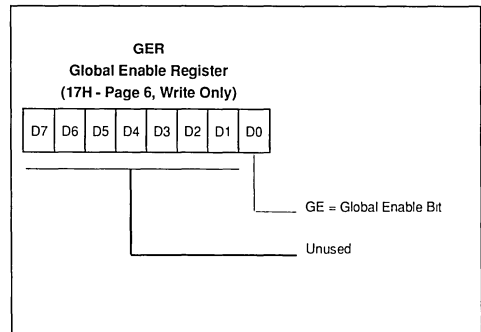 GER
Global Enable Register
(17H - Page 6, Write Only)
D7 D6 D5 D4 D3 D2 D1 D0
GE = Global Enable Bit
Unused